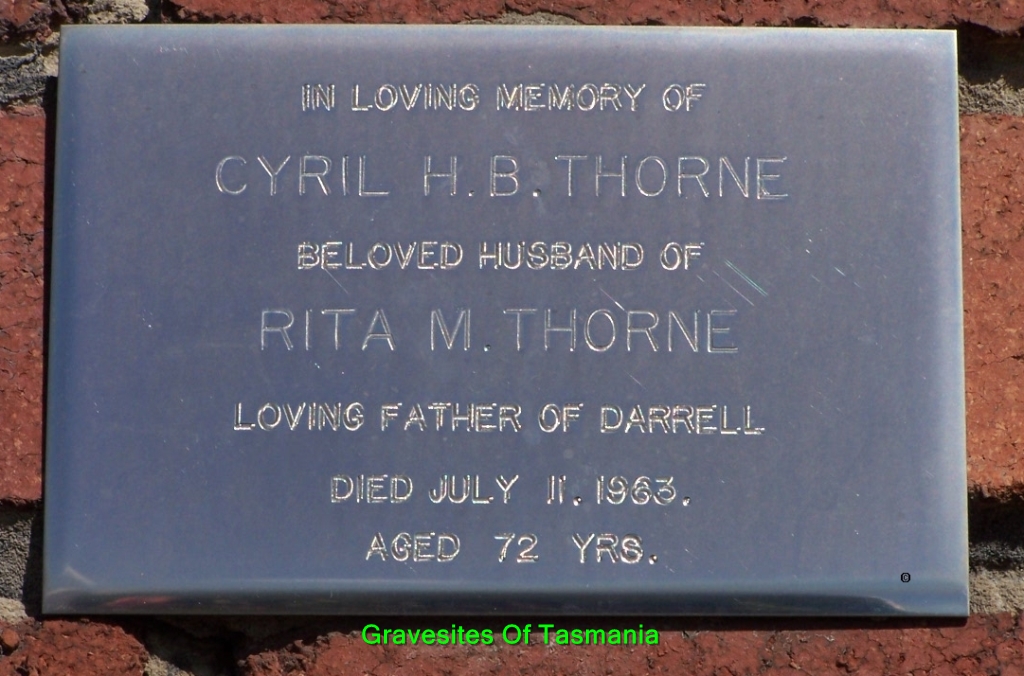 IN LOVING MEMORY OF
CYRIL H.B. THORNE
BELOVED HUSBAND OF
RITA M. THORNE
LOVING FATHER OF DARRELL
DIED JULY 11. 1963.
AGED 72 YRS.
©
Gravesites Of Tasmania